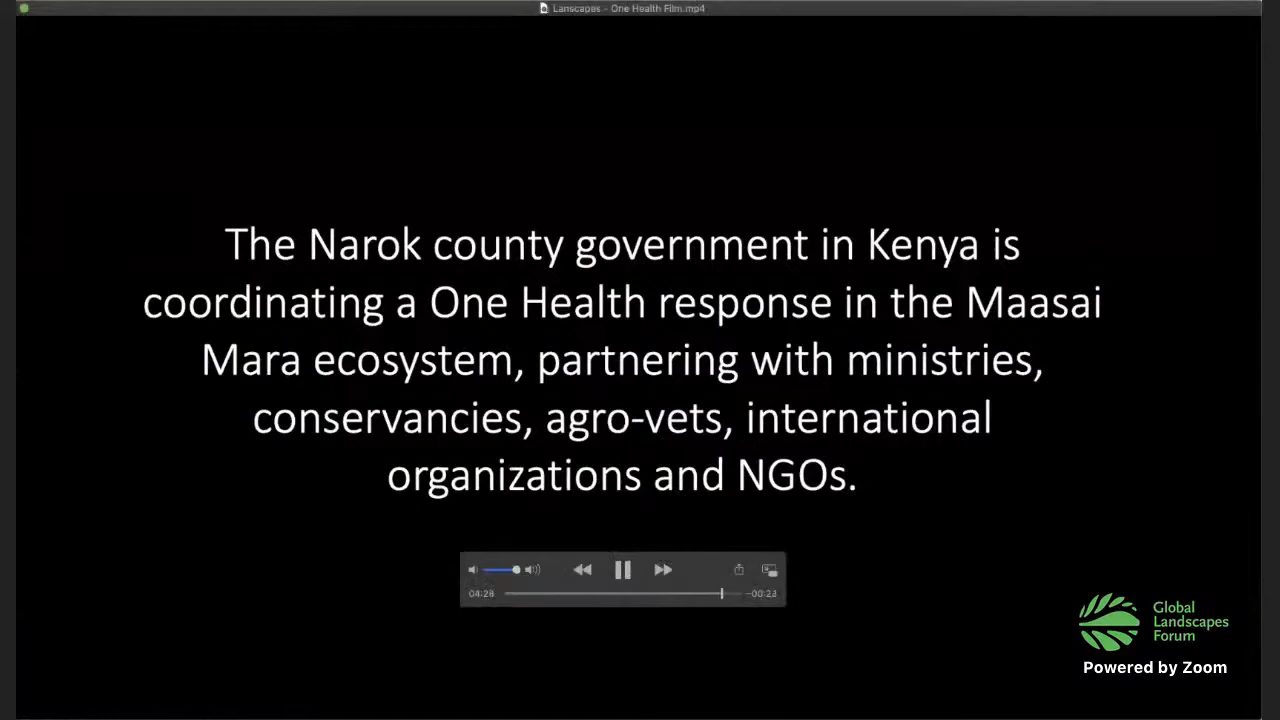 Lanscapes - One Health Film.mp4
The Narok county government in Kenya is
coordinating a One Health response in the Maasai
Mara ecosystem, partnering with ministries,
conservancies, agro-vets, international
organizations and NGOs.
04:28
-00:23
Global
Landscapes
Forum
Powered by Zoom